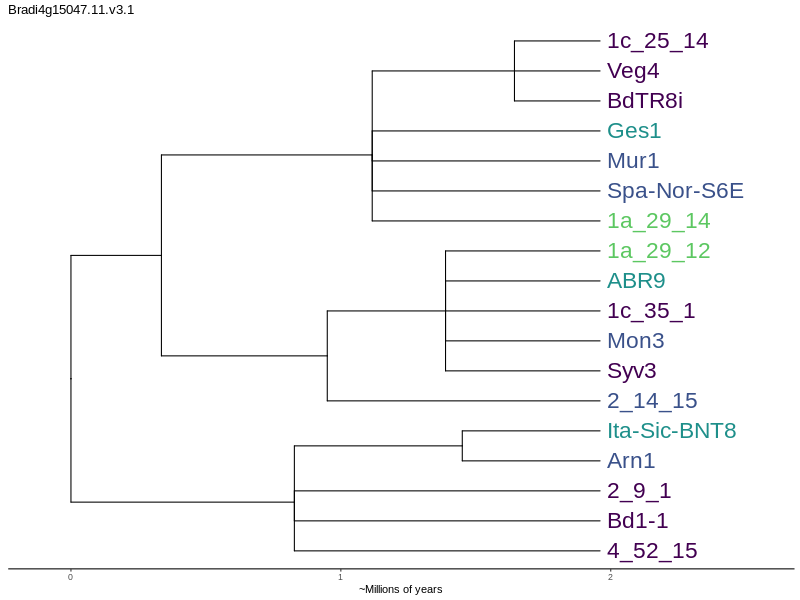 Bradi4g15047.11.v3.1
1c_25_14
Veg4
BdTR8i
Ges1
Mur1
Spa-Nor-S6E
1a_29_14
1a_29_12
ABR9
1c_35_1
Mon3
Syv3
2_14_15
Ita-Sic-BNT8
Arn1
2_9_1
Bd1-1
4_52_15
0 1 2
~Millions of years